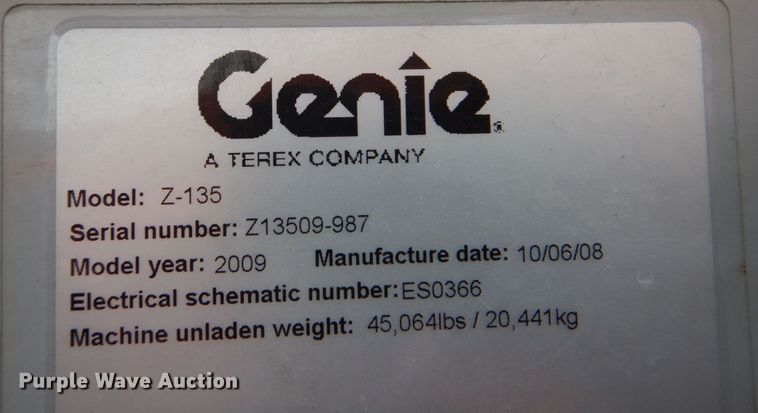 Genie®
A TEREX COMPANY
Model: Z-135
Serial number: Z13509-987
Model year: 2009 Manufacture date: 10/06/08
Electrical schematic number:ES0366
Machine unladen weight: 45,064lbs / 20,441kg
Purple Wave Auction